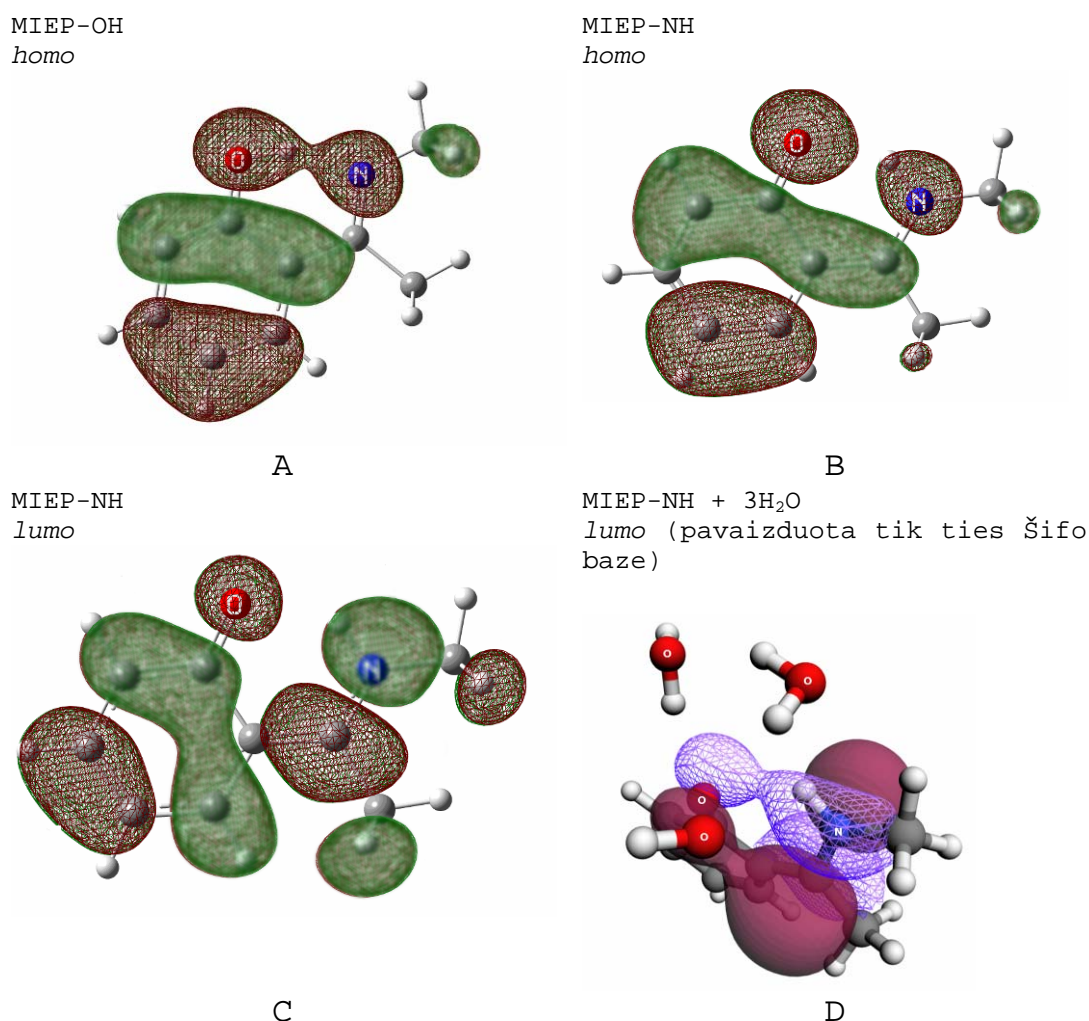 MIEP-OH
homo
MIEP-NH
homo
O
N
O
N
A
B
MIEP-NH
lumo
MIEP-NH + 3H₂O
lumo (pavaizduota tik ties Šifo
baze)
O
N
O
O
O
O
N
C
D